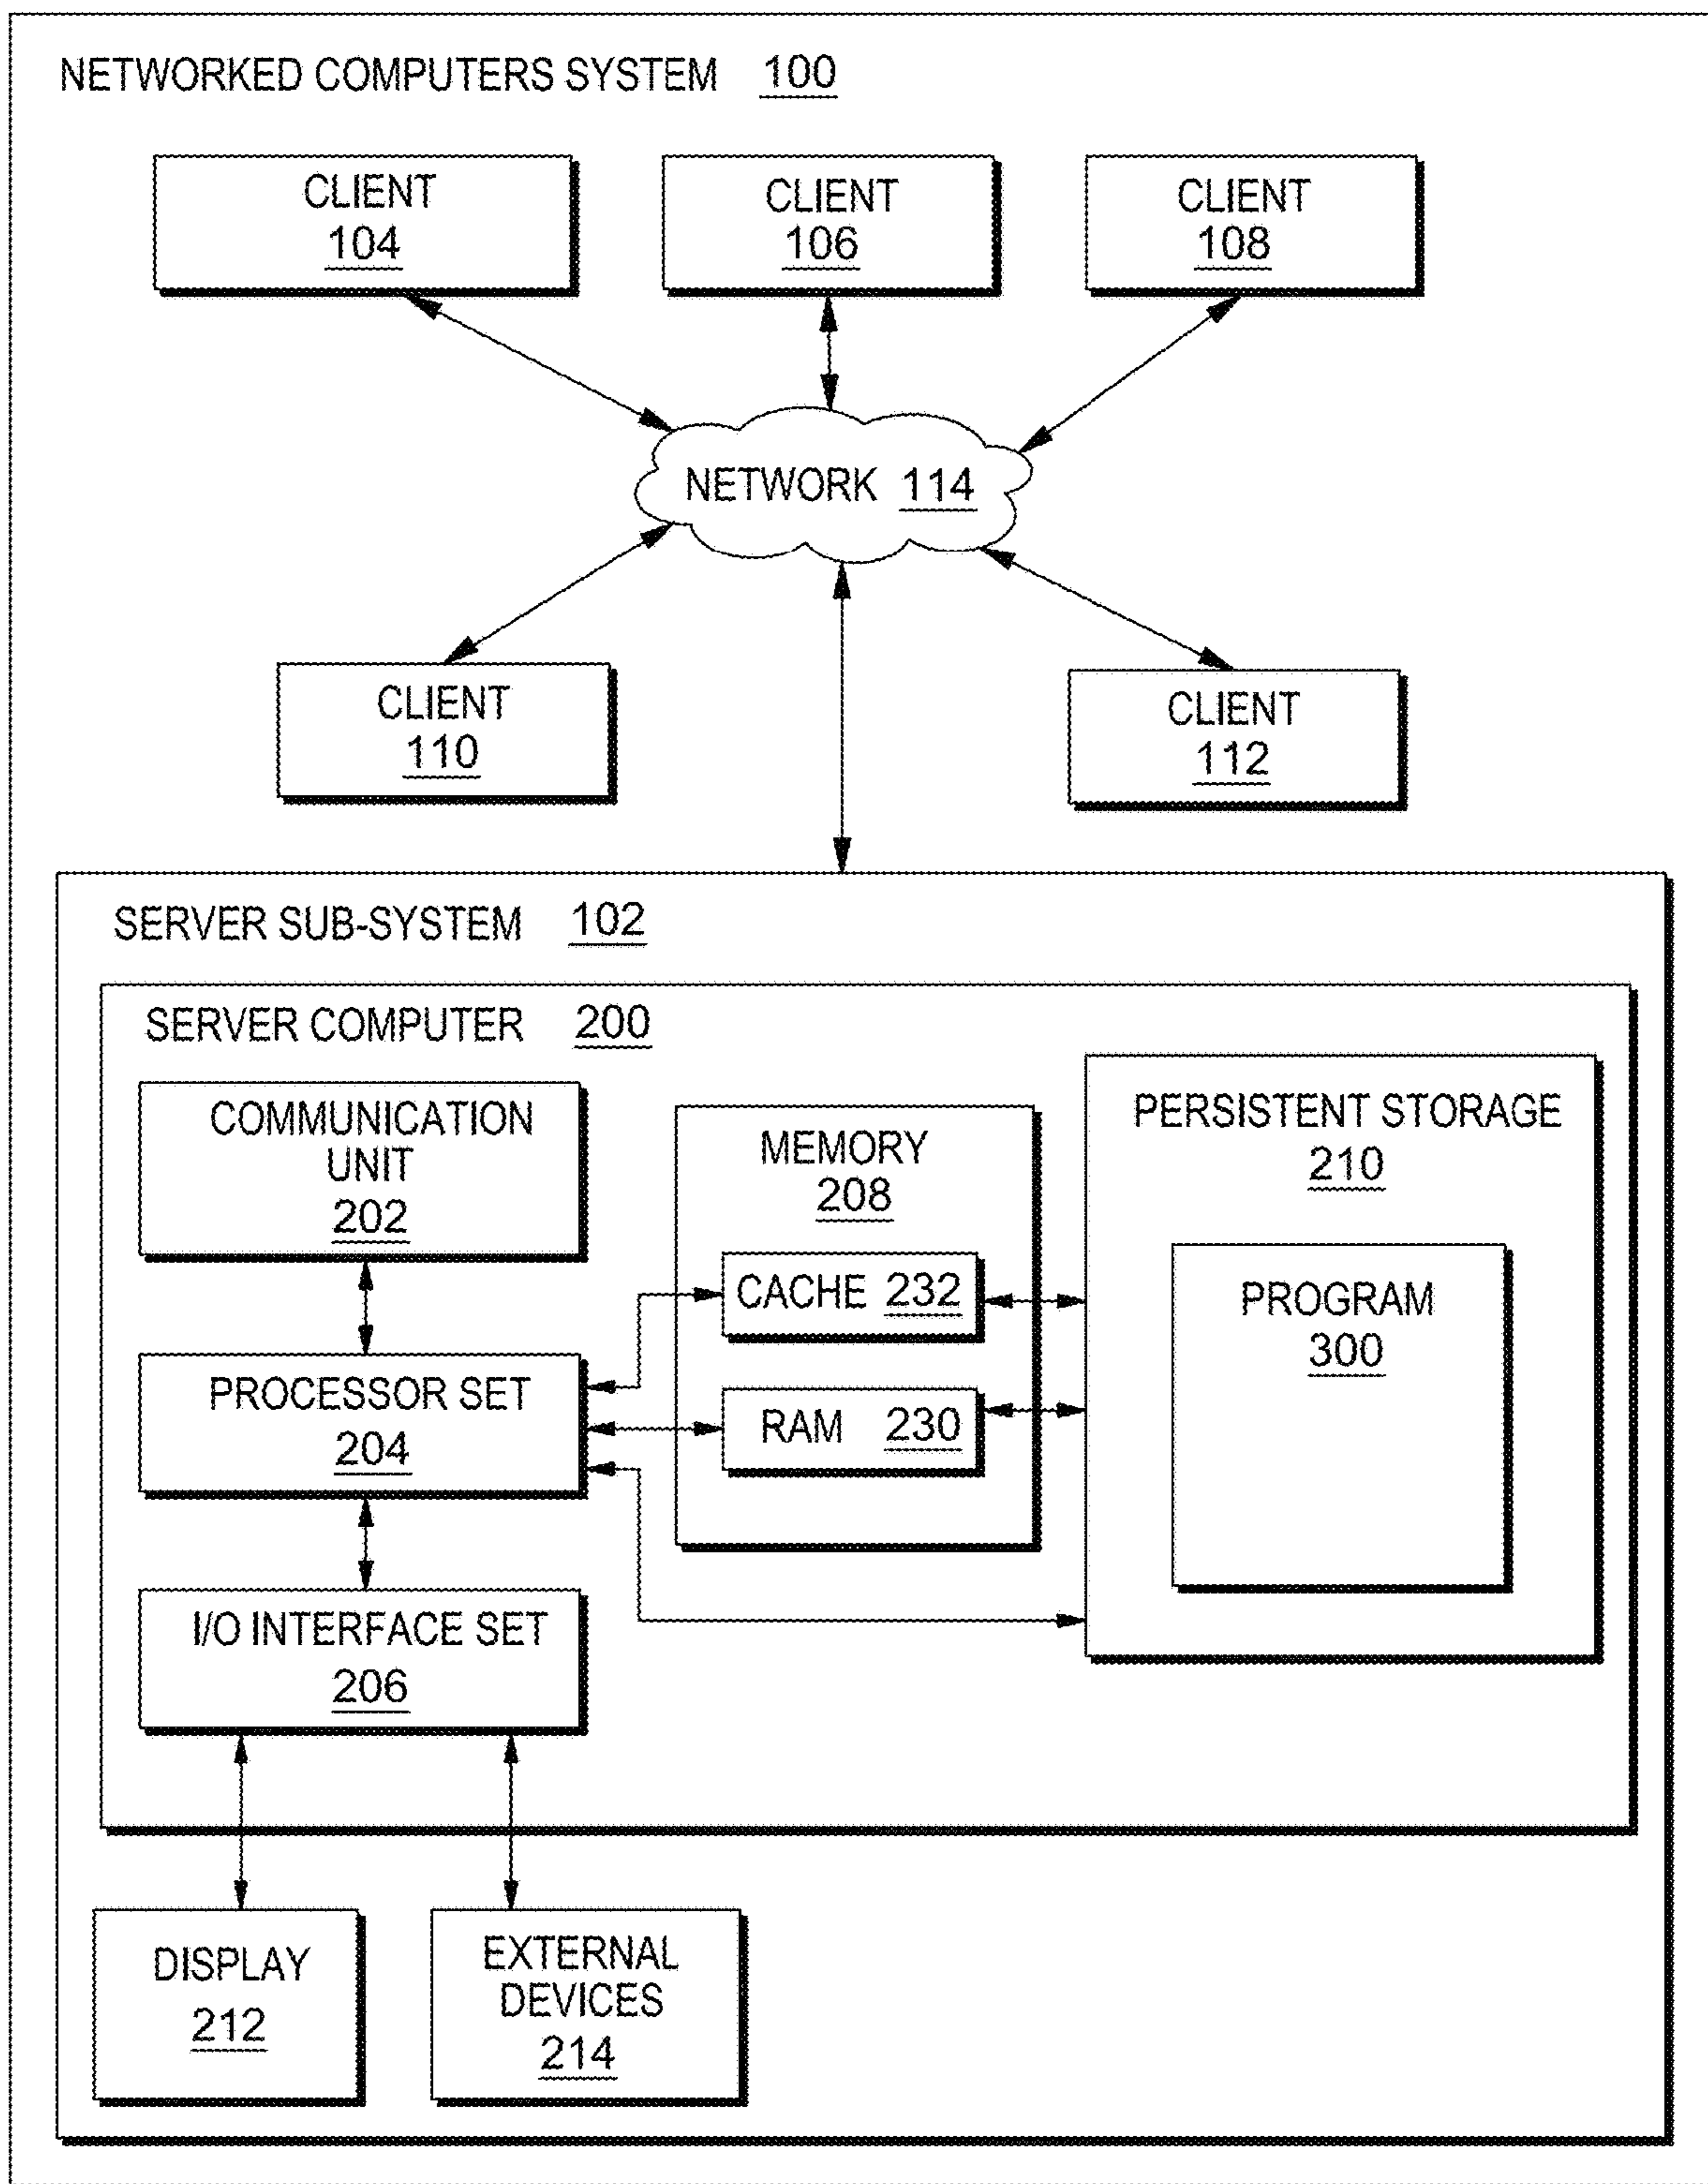 NETWORKED COMPUTERS SYSTEM 100
CLIENT
104
CLIENT
106
CLIENT
108
NETWORK 114
CLIENT
110
CLIENT
112
SERVER SUB-SYSTEM 102
SERVER COMPUTER 200
COMMUNICATION
UNIT
202
PROCESSOR SET
204
I/O INTERFACE SET
206
MEMORY
208
CACHE 232
RAM 230
PERSISTENT STORAGE
210
PROGRAM
300
DISPLAY
212
EXTERNAL
DEVICES
214